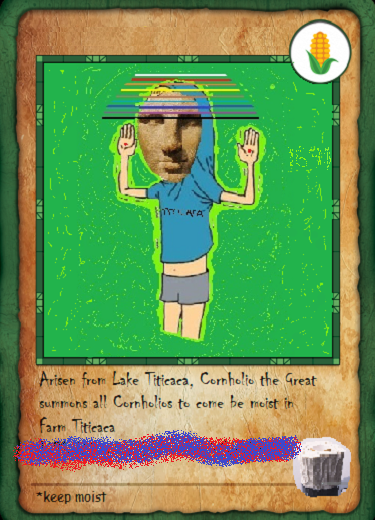 Arisen from Lake Titicaca, Cornholio the Great
summons all Cornholios to come be moist in
Farm Titicaca
*keep moist